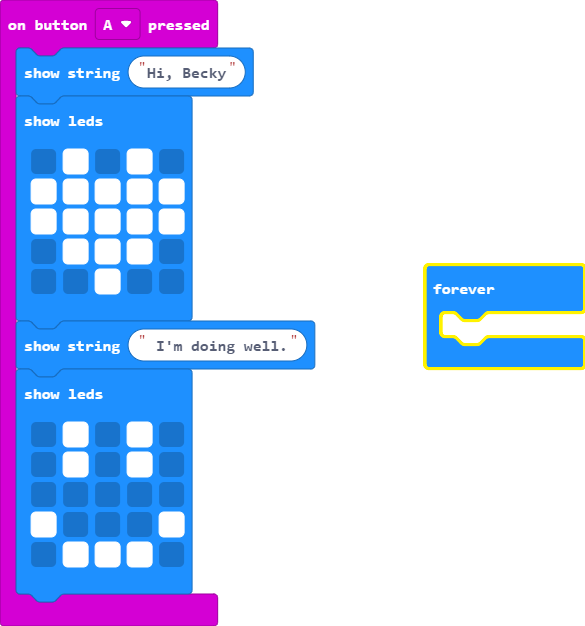 on button A pressed
show string "Hi, Becky"
show leds
show string " I'm doing well."
show leds
forever